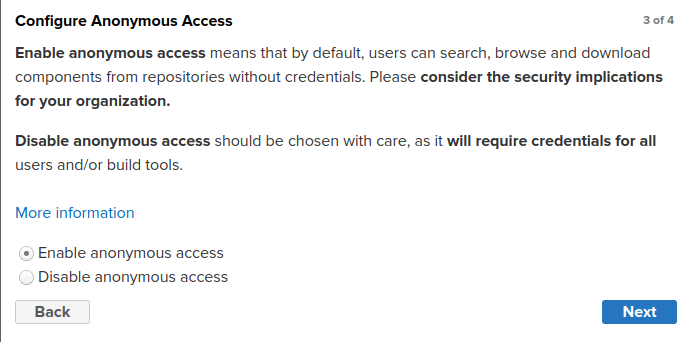 Configure Anonymous Access
3 of 4
Enable anonymous access means that by default, users can search, browse and download
components from repositories without credentials. Please consider the security implications
for your organization.
Disable anonymous access should be chosen with care, as it will require credentials for all
users and/or build tools.
More information
Enable anonymous access
Disable anonymous access
Back
Next